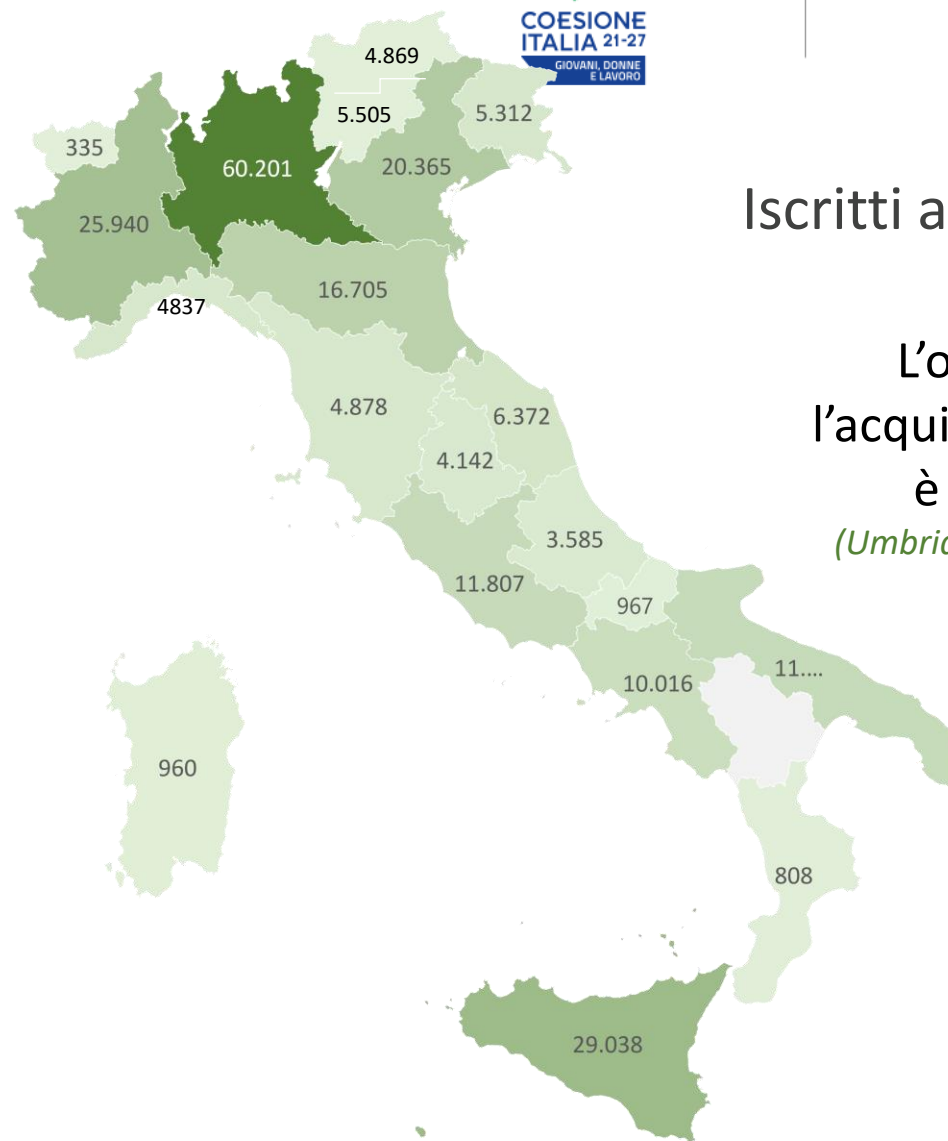 COESIONE
ITALIA 21-27
GIOVANI, DONNE
E LAVORO
4.869
5.505
5.312
335
60.201
20.365
25.940
Iscritti a
16.705
4837
L’o
4.878
6.372
l’acqui
4.142
è
3.585
(Umbria
11.807
967
10.016
11....
960
808
29.038